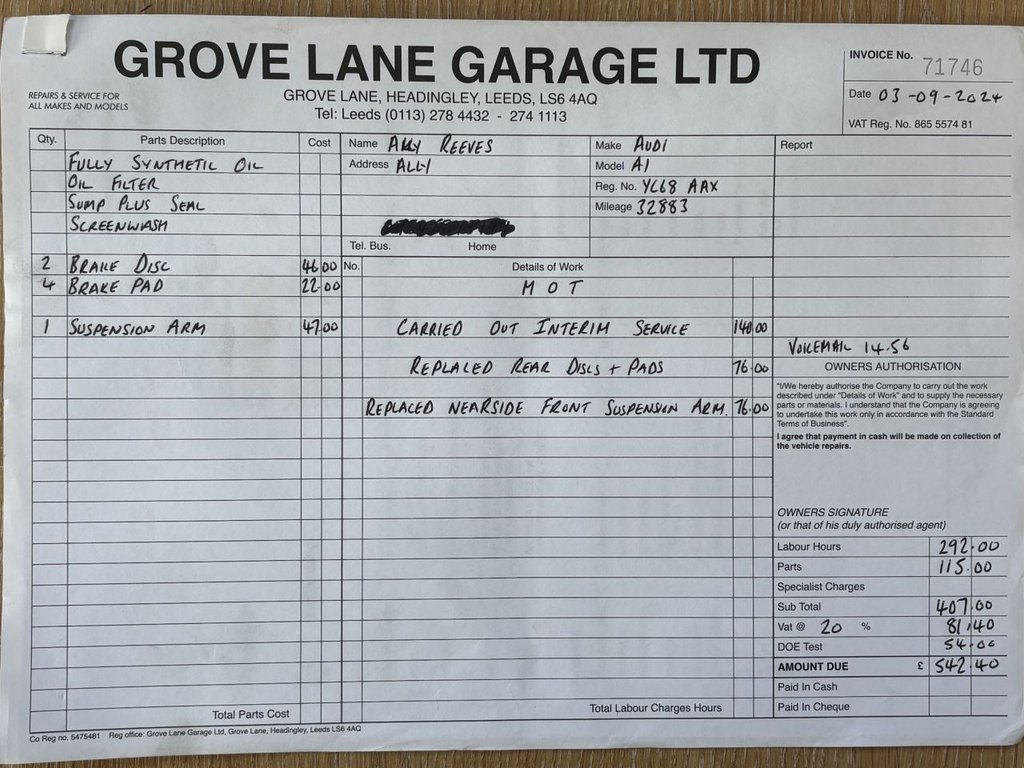 GROVE LANE GARAGE LTD
REPAIRS & SERVICE FOR
ALL MAKES AND MODELS
GROVE LANE, HEADINGLEY, LEEDS, LS6 4AQ
Tel: Leeds (0113) 278 4432 - 274 1113
INVOICE No. 71746
Date 03-09-2024
VAT Reg. No. 865 5574 81
Qty. Parts Description Cost
FULLY SYNTHETIC OIL
OIL FILTER
SUMP PLUS SEAL
SCREENWASH
2 BRAKE DISC 46.00
4 BRAKE PAD 22.00
1 SUSPENSION ARM 47.00
Total Parts Cost
Name ALLY REEVES
Address ALLY
Tel. Bus. Home
Make AUDI
Model A1
Reg. No. YC68 AAX
Mileage 32883
No. Details of Work
MOT
CARRIED OUT INTERIM SERVICE 140.00
REPLACED REAR DISCS + PADS 76.00
REPLACED NEARSIDE FRONT SUSPENSION ARM. 76.00
Total Labour Charges Hours
Report
VOICEMAIL 14.56
OWNERS AUTHORISATION
"I/We hereby authorise the Company to carry out the work
described under "Details of Work" and to supply the necessary
parts or materials. I understand that the Company is agreeing
to undertake this work only in accordance with the Standard
Terms of Business".
I agree that payment in cash will be made on collection of
the vehicle repairs.
OWNERS SIGNATURE
(or that of his duly authorised agent)
Labour Hours 292.00
Parts 115.00
Specialist Charges
Sub Total 407.00
Vat @ 20 % 81.40
DOE Test 54.00
AMOUNT DUE £ 542.40
Paid In Cash
Paid In Cheque
Co Reg no. 5475481 Reg office: Grove Lane Garage Ltd, Grove Lane, Headingley, Leeds LS6 4AQ